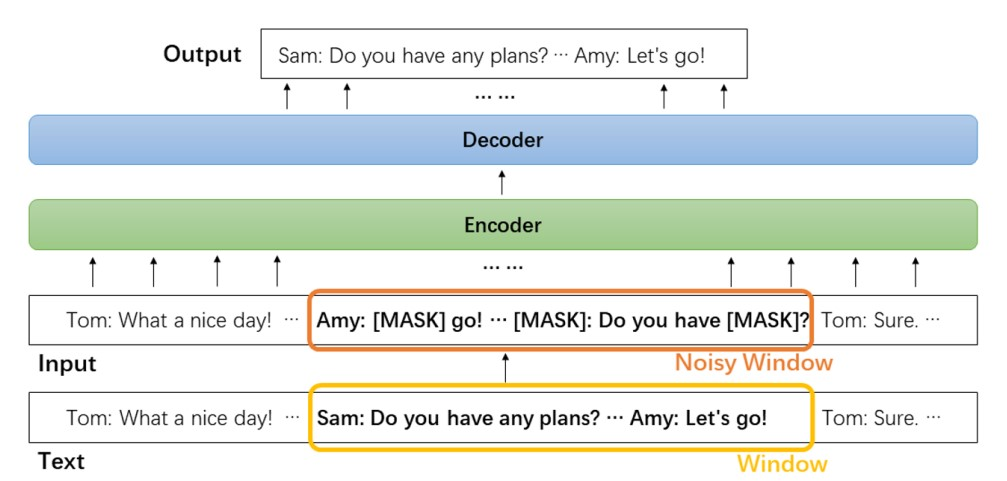 Output
Sam: Do you have any plans? ··· Amy: Let's go!
... ...
Decoder
Encoder
... ...
Tom: What a nice day! ··· Amy: [MASK] go! ··· [MASK]: Do you have [MASK]? Tom: Sure. ···
Input
Noisy Window
Tom: What a nice day! ··· Sam: Do you have any plans? ··· Amy: Let's go! Tom: Sure. ···
Text
Window